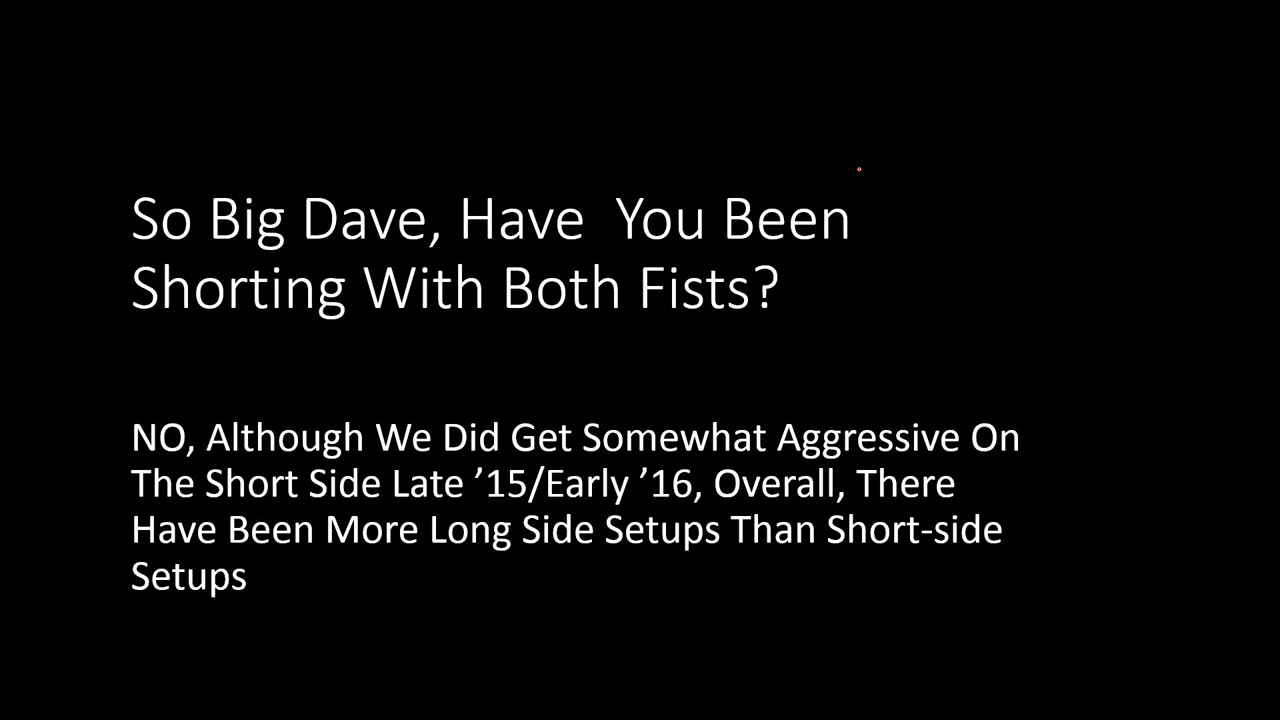 So Big Dave, Have  You Been
Shorting With Both Fists?
NO, Although We Did Get Somewhat Aggressive On
The Short Side Late ’15/Early ’16, Overall, There
Have Been More Long Side Setups Than Short-side
Setups